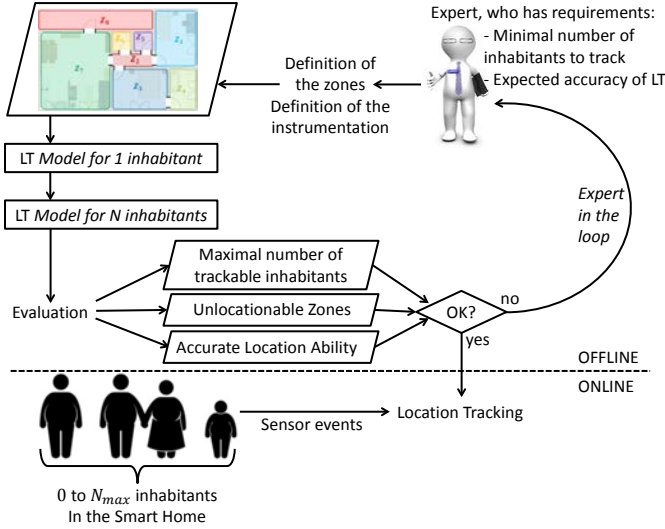 Expert, who has requirements:
- Minimal number of
inhabitants to track
- Expected accuracy of LT
Definition of
the zones
Definition of the
instrumentation
LT Model for 1 inhabitant
LT Model for N inhabitants
Expert
in the
loop
Maximal number of
trackable inhabitants
Evaluation
Unlocationable Zones
Accurate Location Ability
OK?
no
yes
OFFLINE
ONLINE
Sensor events
Location Tracking
0 to Nmax inhabitants
In the Smart Home